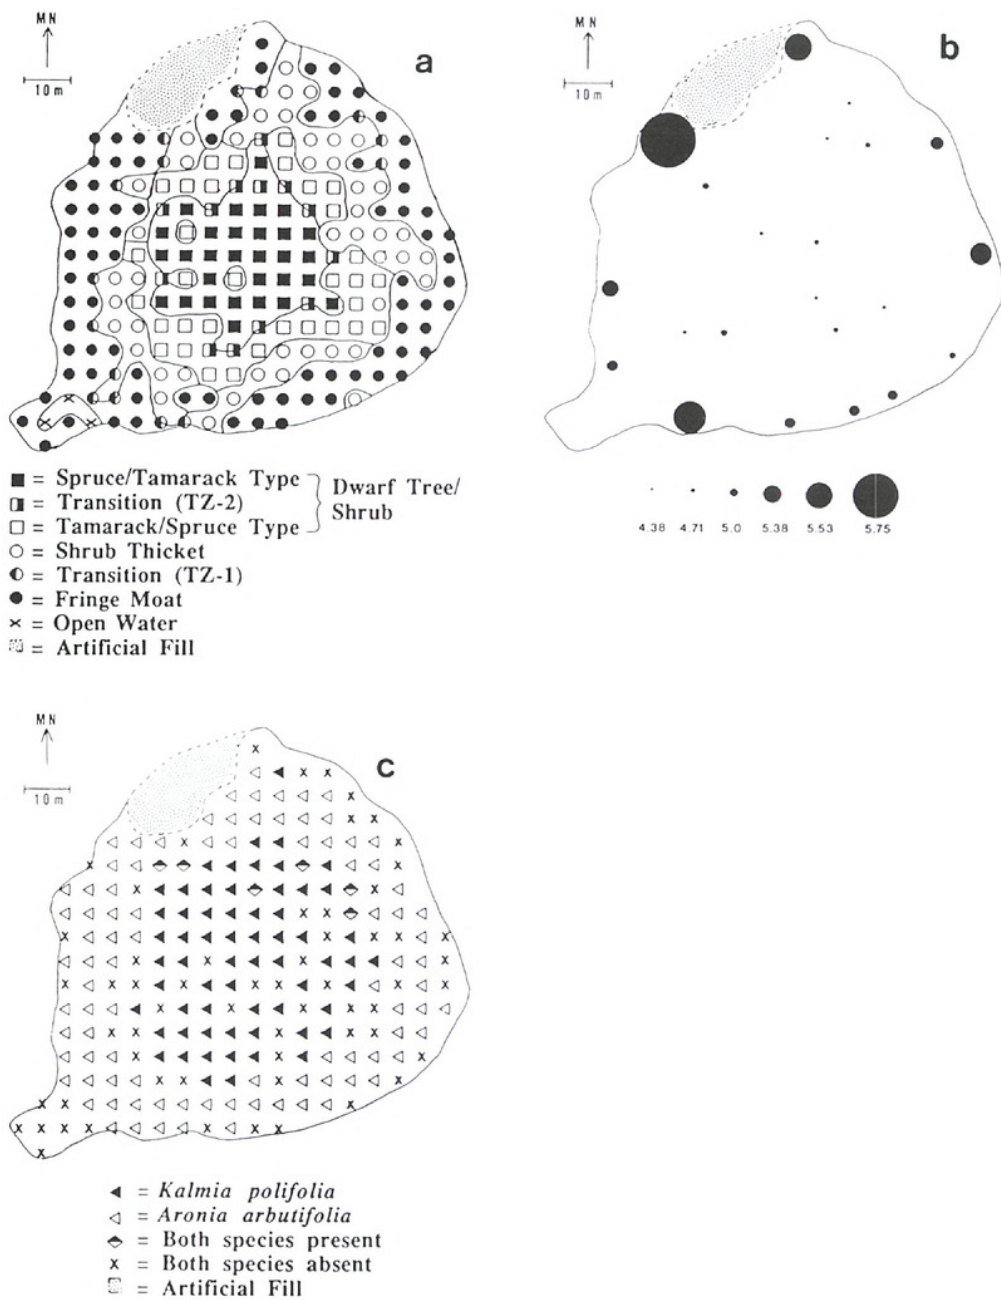 MN
10 m
a
MN
10 m
b
■ = Spruce/Tamarack Type
◨ = Transition (TZ-2)
□ = Tamarack/Spruce Type
Dwarf Tree/
Shrub
○ = Shrub Thicket
◐ = Transition (TZ-1)
● = Fringe Moat
× = Open Water
= Artificial Fill
4.38 4.71 5.0 5.38 5.53 5.75
MN
10 m
c
◀ = Kalmia polifolia
◁ = Aronia arbutifolia
⬘ = Both species present
x = Both species absent
= Artificial Fill